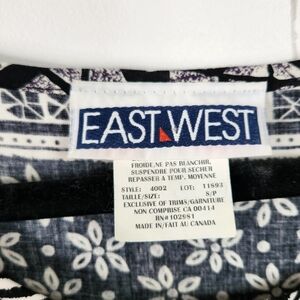 EAST WEST
FROIDE, NE PAS BLANCHIR,
SUSPENDRE POUR SECHER
REPASSER A TEMP. MOYENNE
STYLE: 4002 LOT: 11893
TAILLE/SIZE: S/P
EXCLUSIVE OF TRIMS/GARNITURE
NON COMPRISE CA 00414
RN# 102981
MADE IN/FAIT AU CANADA